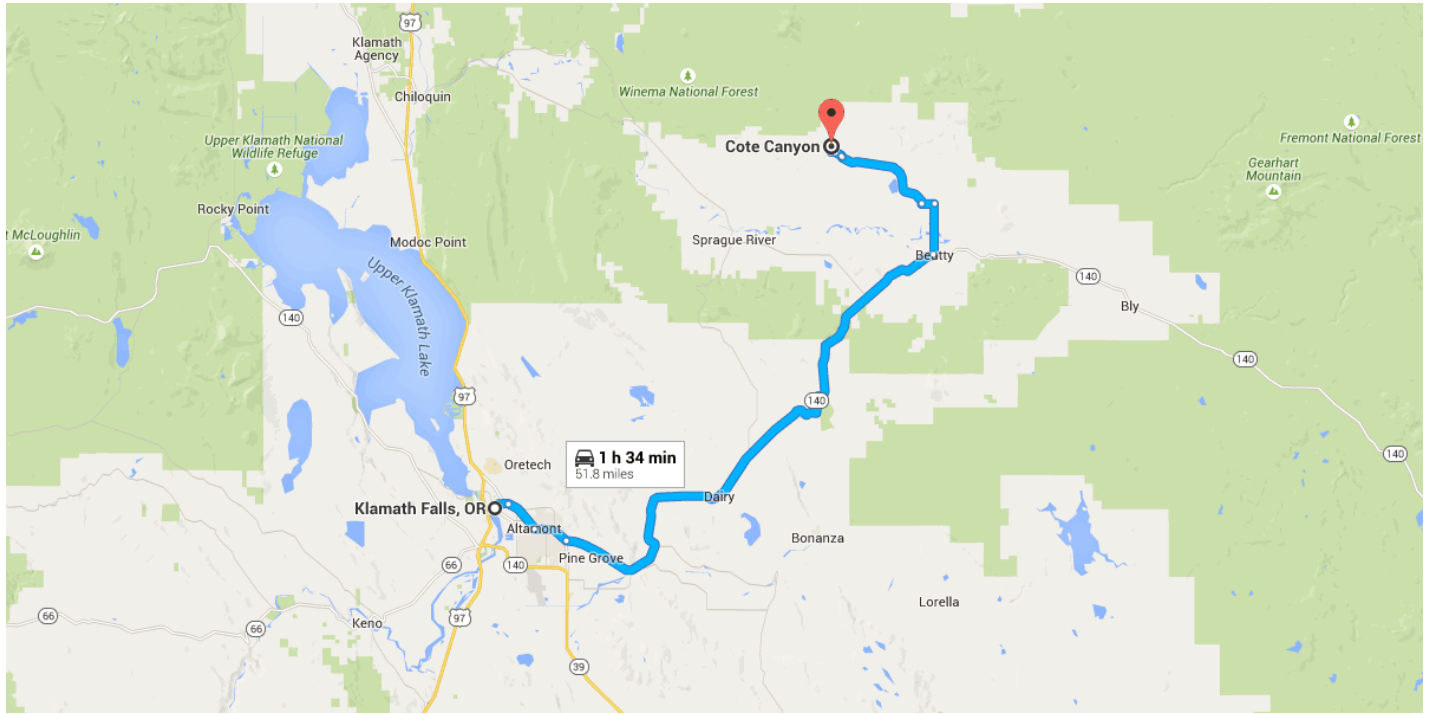 97
Klamath
Agency
Chiloquin
Winema National Forest
Fremont National Forest
Upper Klamath National
Wildlife Refuge
Cote Canyon
Gearhart
Mountain
Rocky Point
t McLoughlin
Modoc Point
Sprague River
Beatty
140
Bly
Upper Klamath Lake
140
140
97
140
1 h 34 min
51.8 miles
Oretech
140
Dairy
Klamath Falls, OR
Altamont
Pine Grove
Bonanza
66
140
Lorella
66
66
Keno
97
39